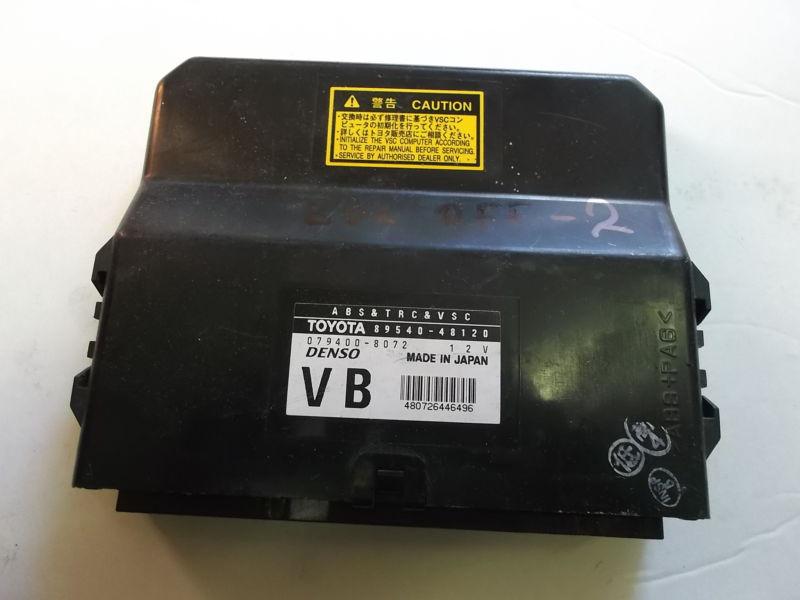 警告 CAUTION
・交換時は必ず修理書に基づきVSCコン
ピュータの初期化を行ってください。
・詳しくはトヨタ販売店にご相談ください。
・INITIALIZE THE VSC COMPUTER ACCORDING
TO THE REPAIR MANUAL BEFORE SERVICING.
・SERVICE BY AUTHORISED DEALER ONLY.
-2
ABS&TRC&VSC
TOYOTA 89540-48120
079400-8072 12V
DENSO MADE IN JAPAN
VB
480726446496
>ABS+PA6<